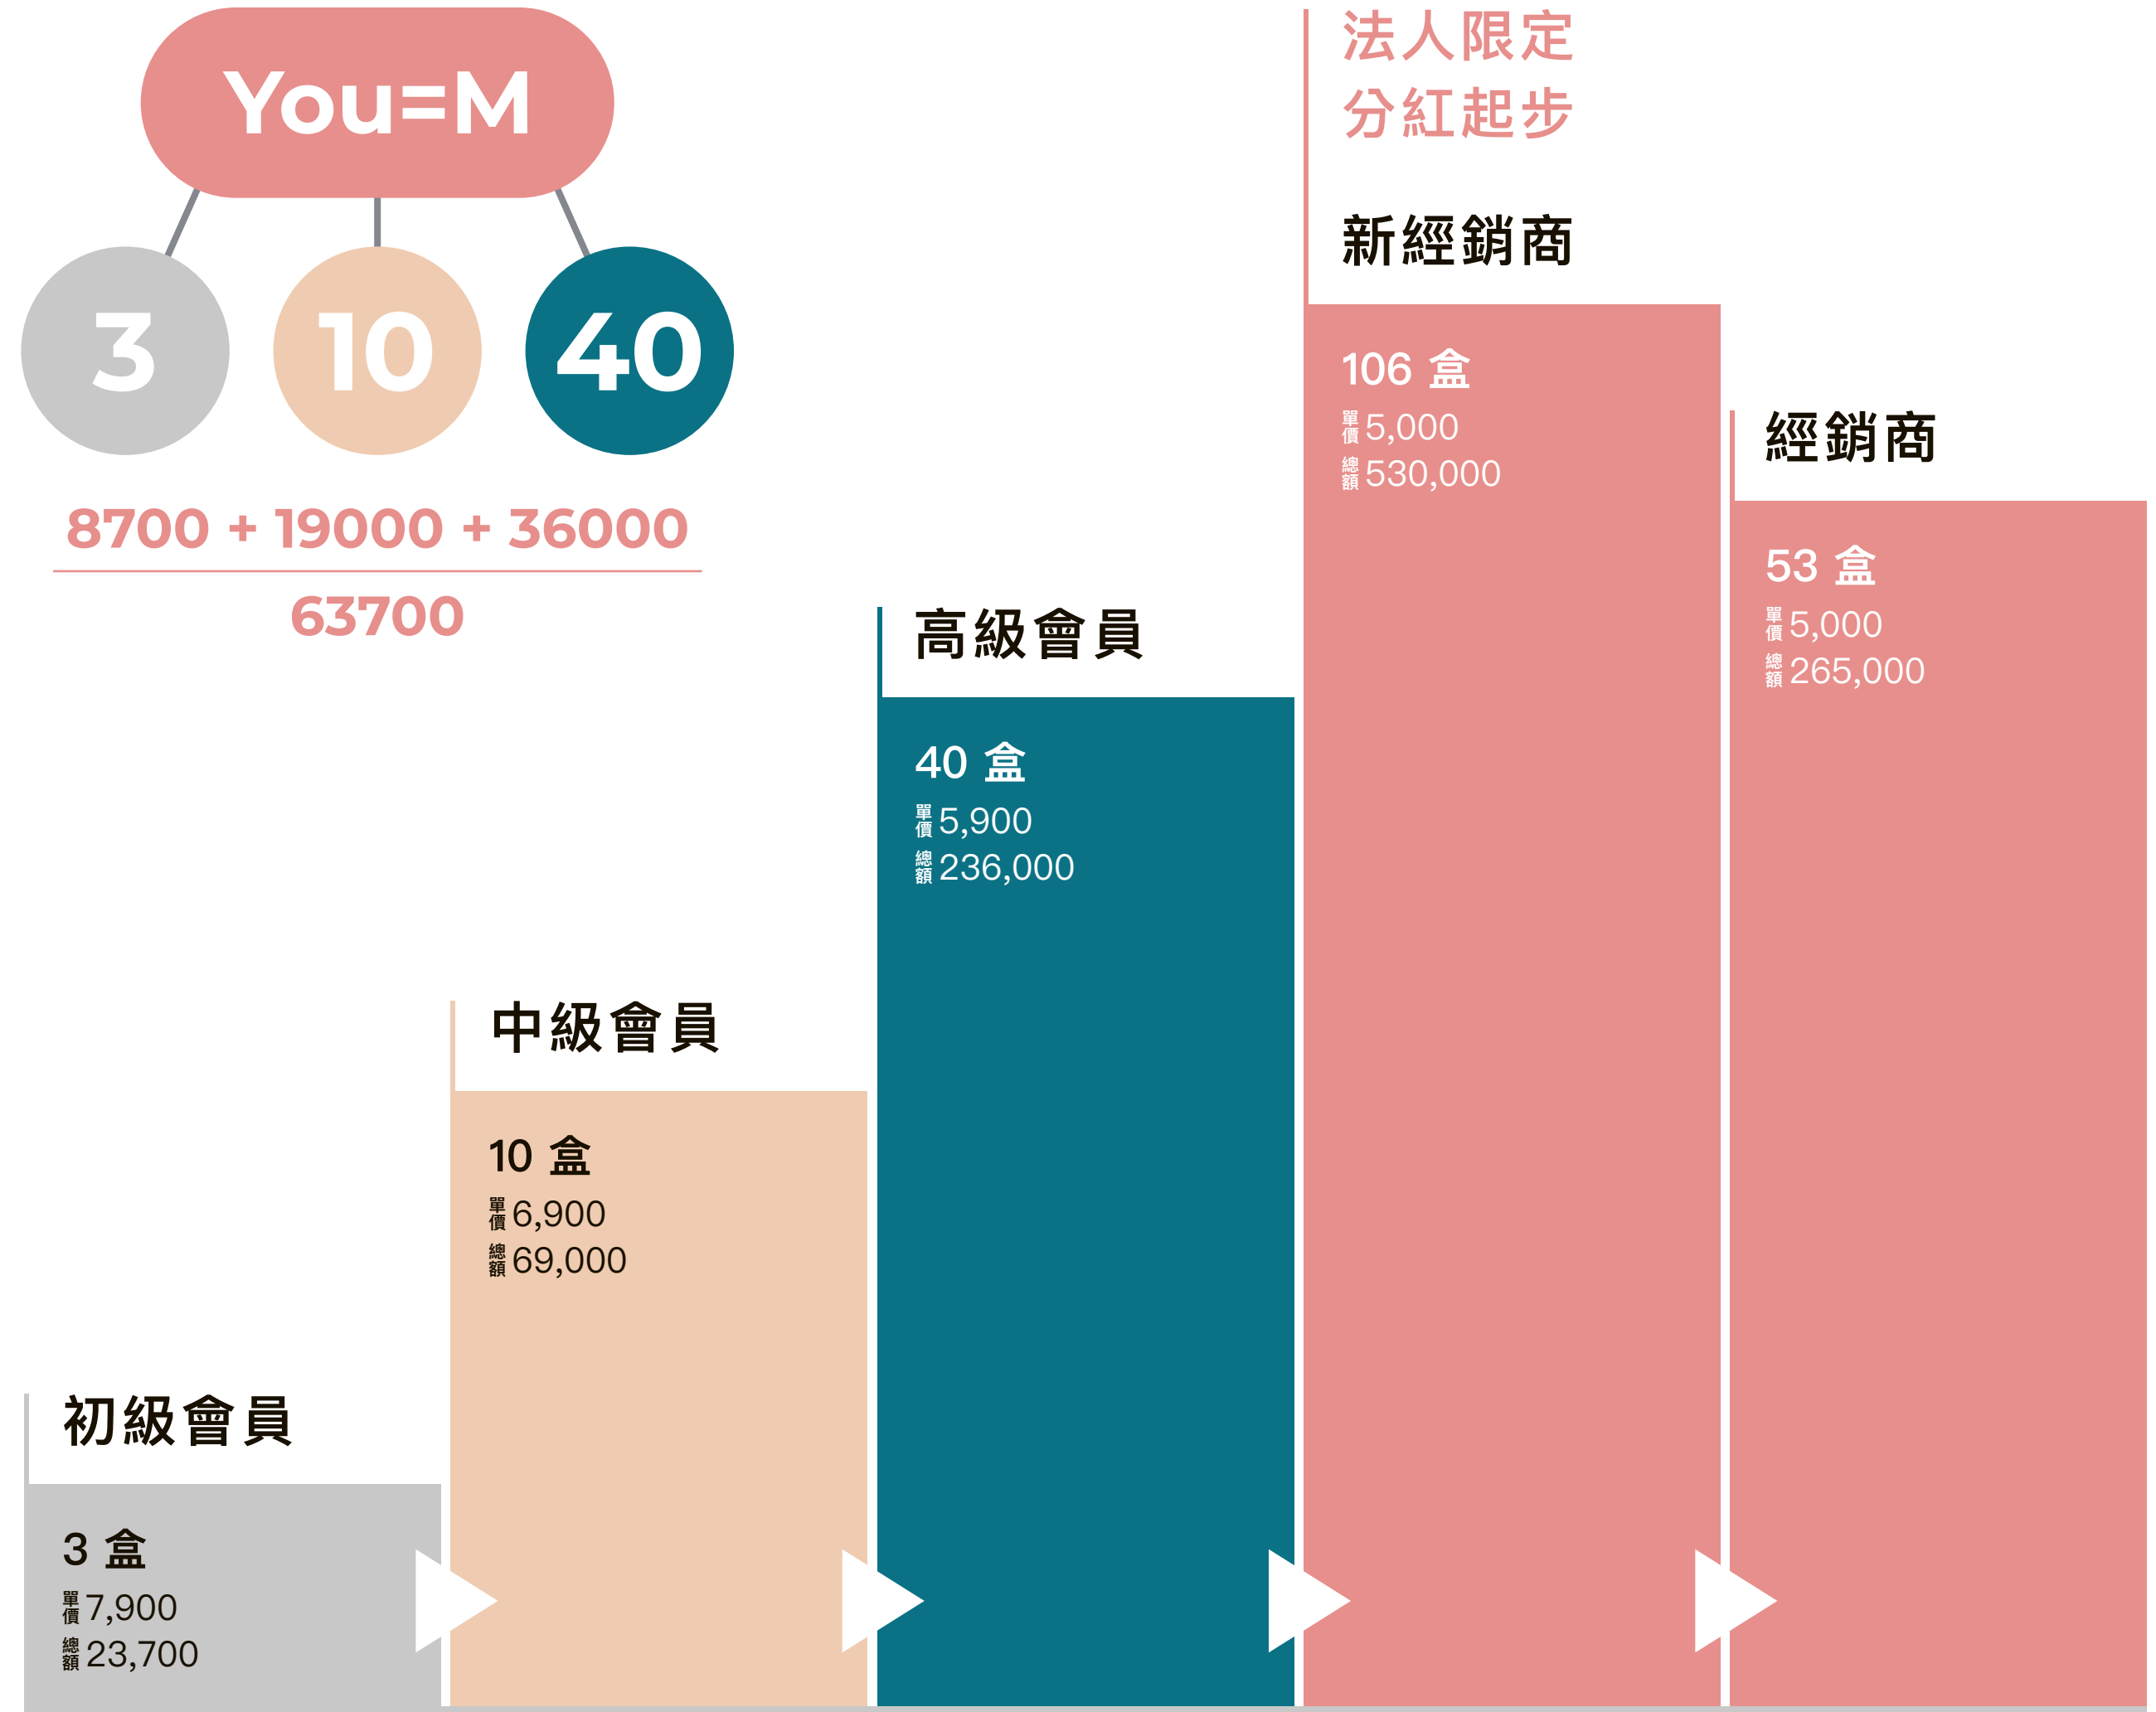 You=M
3
10
40
8700 + 19000 + 36000
63700
法人限定
分紅起步
新經銷商
106 盒
單價 5,000
總額 530,000
經銷商
53 盒
單價 5,000
總額 265,000
高級會員
40 盒
單價 5,900
總額 236,000
中級會員
10 盒
單價 6,900
總額 69,000
初級會員
3 盒
單價 7,900
總額 23,700